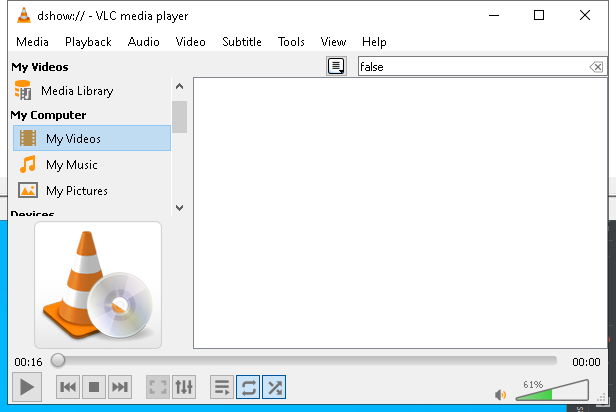 dshow:// - VLC media player
Media Playback Audio Video Subtitle Tools View Help
My Videos
false
Media Library
My Computer
My Videos
My Music
My Pictures
Devices
00:16
00:00
61%